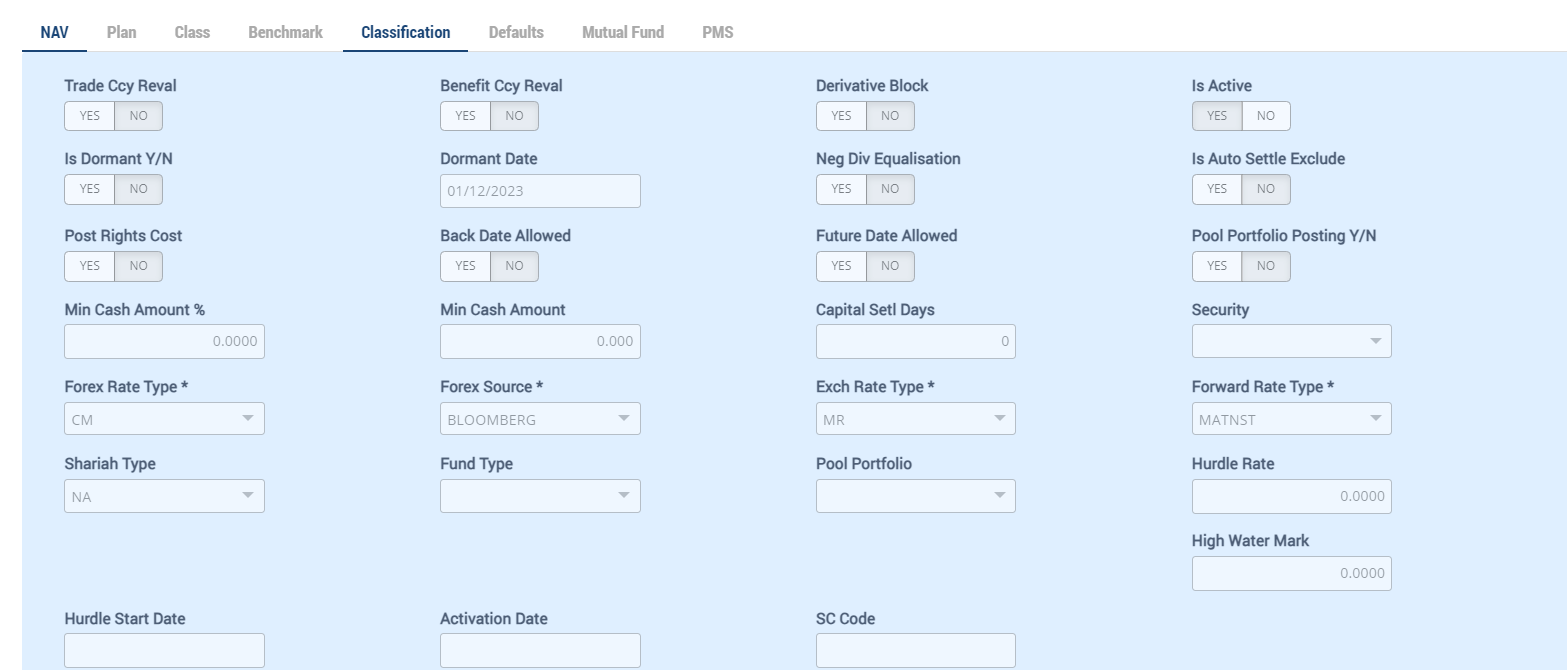 NAV Plan Class Benchmark Classification Defaults Mutual Fund PMS
Trade Ccy Reval Benefit Ccy Reval Derivative Block Is Active
YES NO YES NO YES NO YES NO
Is Dormant Y/N Dormant Date Neg Div Equalisation Is Auto Settle Exclude
YES NO 01/12/2023 YES NO YES NO
Post Rights Cost Back Date Allowed Future Date Allowed Pool Portfolio Posting Y/N
YES NO YES NO YES NO YES NO
Min Cash Amount % Min Cash Amount Capital Setl Days Security
0.0000 0.000 0
Forex Rate Type * Forex Source * Exch Rate Type * Forward Rate Type *
CM BLOOMBERG MR MATNST
Shariah Type Fund Type Pool Portfolio Hurdle Rate
NA 0.0000
High Water Mark
0.0000
Hurdle Start Date Activation Date SC Code